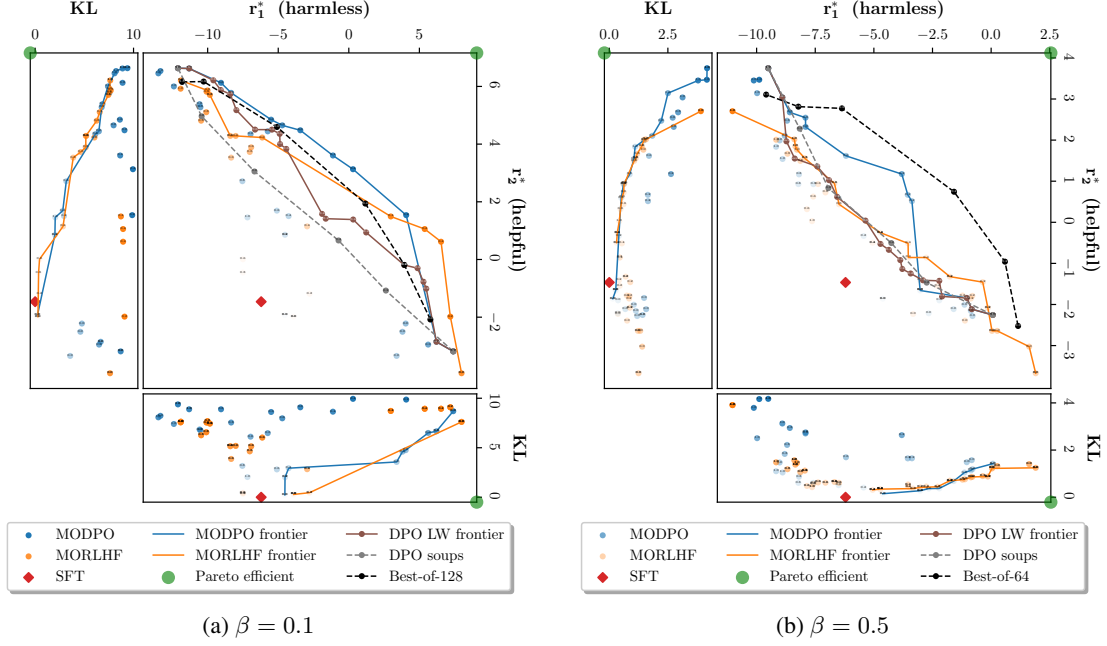 KL r₁* (harmless) KL r₁* (harmless)
0 10 −10 −5 0 5 0.0 2.5 −10.0 −7.5 −5.0 −2.5 0.0 2.5
6 4 2 0 −2
r₂* (helpful)
4 3 2 1 0 −1 −2 −3
r₂* (helpful)
10 5 0
KL
4 2 0
KL
MODPO MODPO frontier DPO LW frontier
MORLHF MORLHF frontier DPO soups
SFT Pareto efficient Best-of-128
MODPO MODPO frontier DPO LW frontier
MORLHF MORLHF frontier DPO soups
SFT Pareto efficient Best-of-64
(a) β = 0.1
(b) β = 0.5